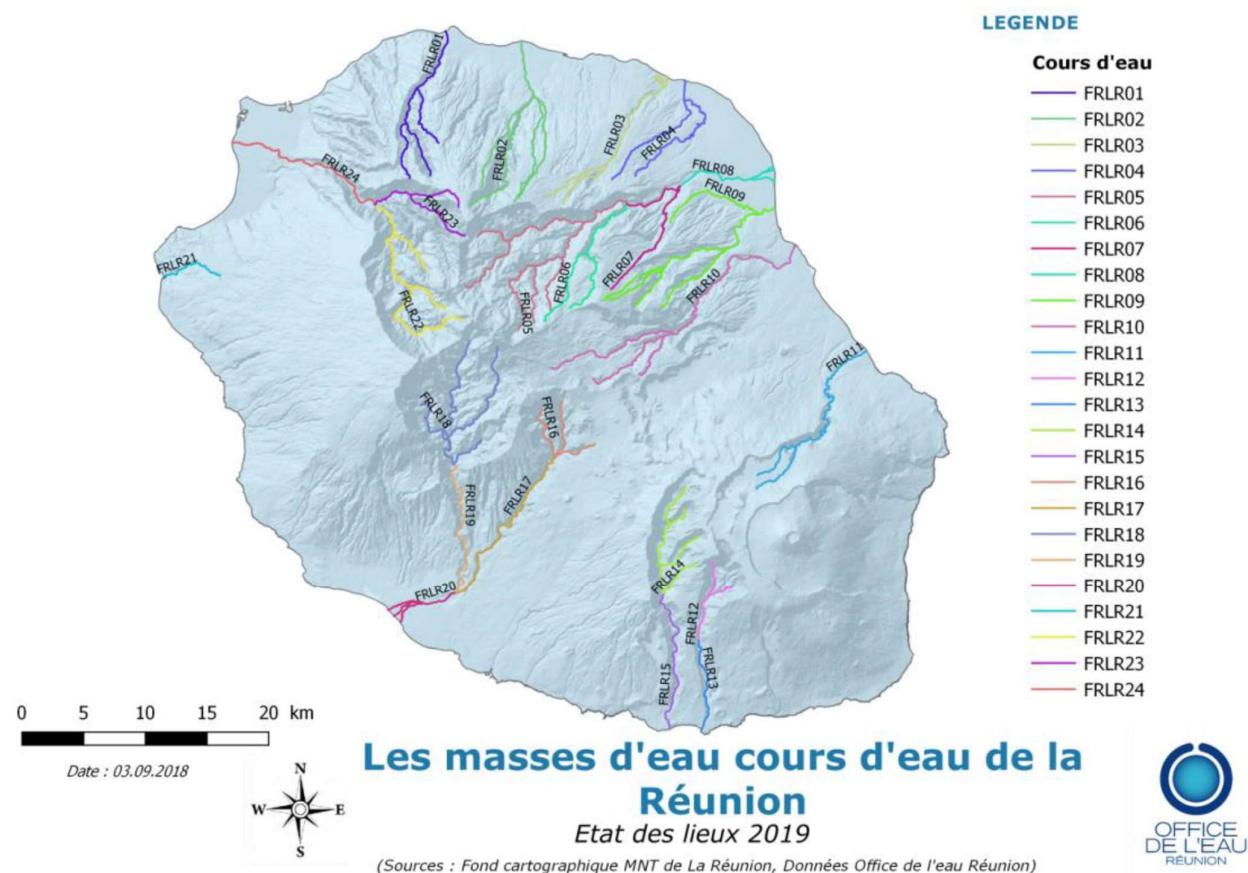 LEGENDE
Cours d'eau
FRLR01
FRLR02
FRLR03
FRLR04
FRLR05
FRLR06
FRLR07
FRLR08
FRLR09
FRLR10
FRLR11
FRLR12
FRLR13
FRLR14
FRLR15
FRLR16
FRLR17
FRLR18
FRLR19
FRLR20
FRLR21
FRLR22
FRLR23
FRLR24
FRLR01
FRLR02
FRLR03
FRLR04
FRLR24
FRLR08
FRLR09
FRLR23
FRLR21
FRLR06
FRLR07
FRLR10
FRLR22
FRLR05
FRLR11
FRLR18
FRLR16
FRLR19
FRLR17
FRLR20
FRLR14
FRLR12
FRLR15
FRLR13
0 5 10 15 20 km
Date : 03.09.2018
N
W E
S
Les masses d'eau cours d'eau de la
Réunion
Etat des lieux 2019
(Sources : Fond cartographique MNT de La Réunion, Données Office de l'eau Réunion)
OFFICE
DE L'EAU
RÉUNION